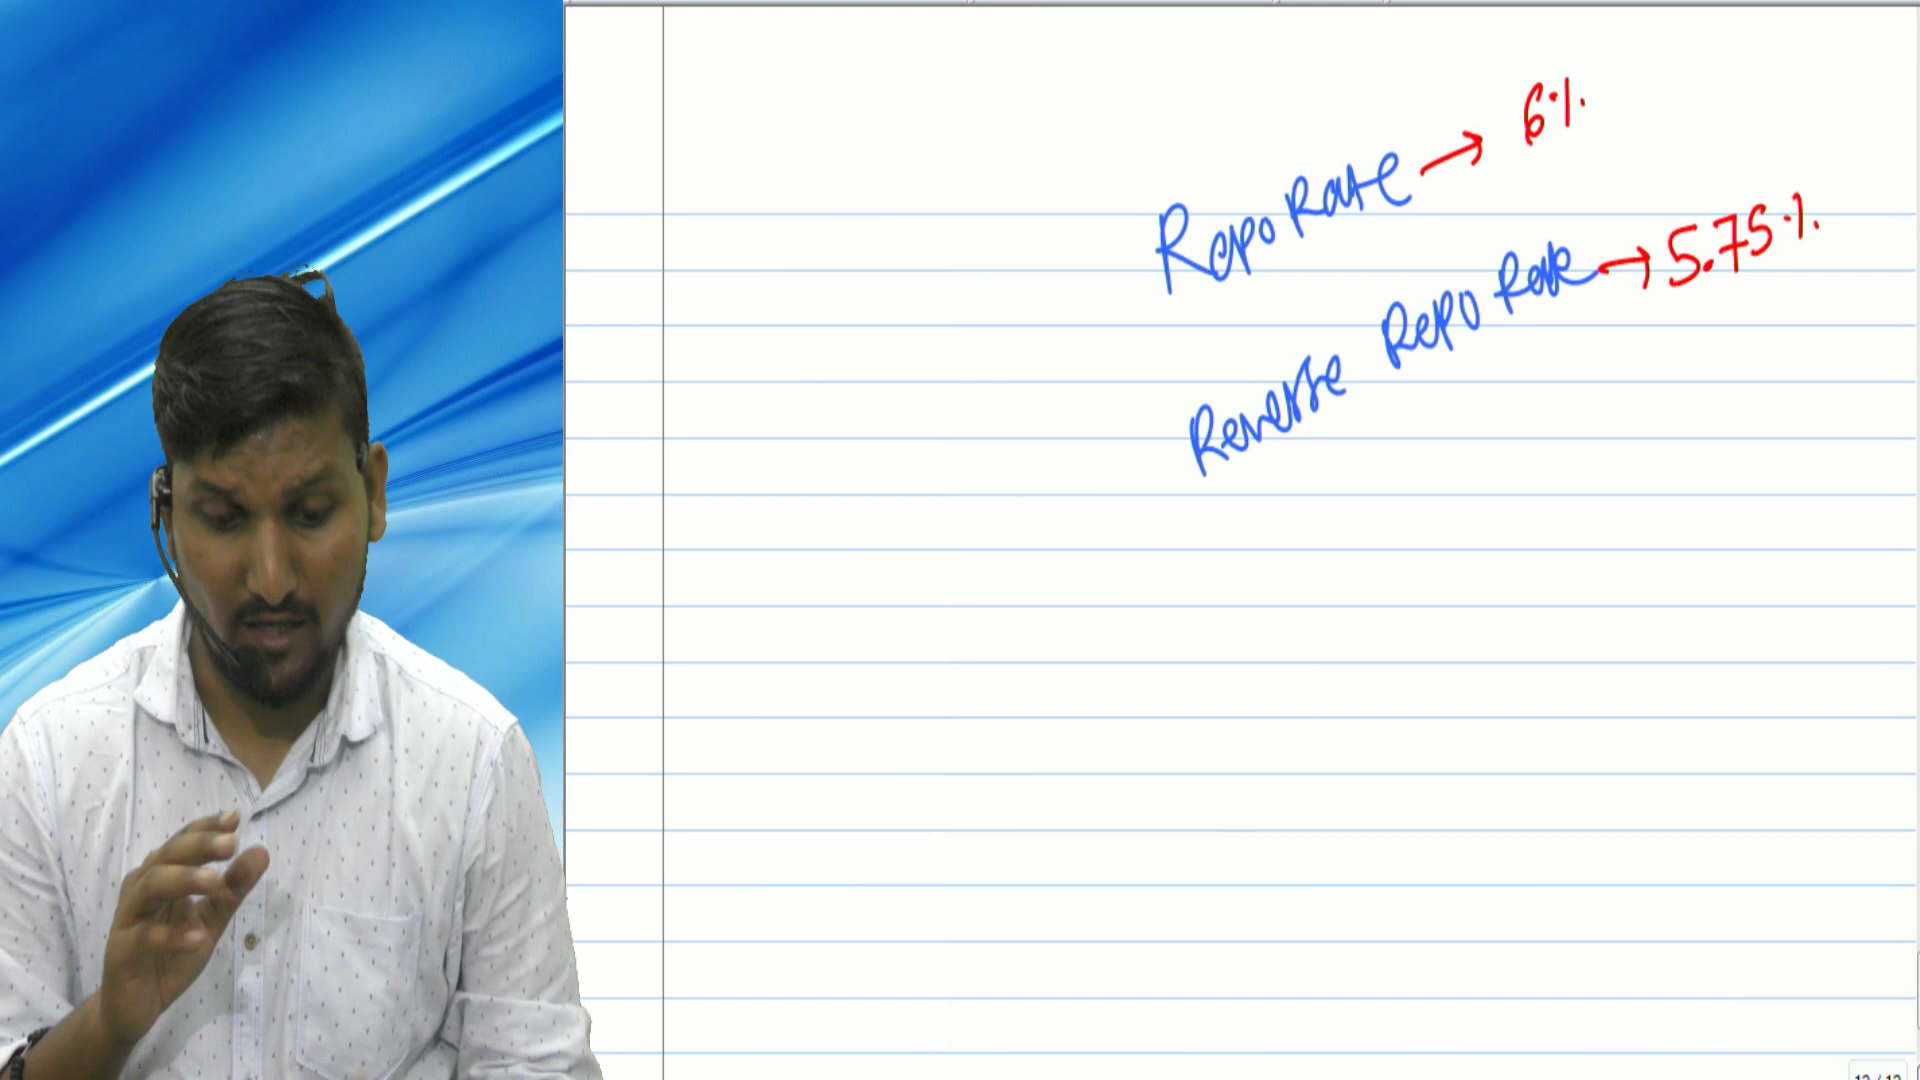 Repo Rate → 6%
Reverse Repo Rate → 5.75%